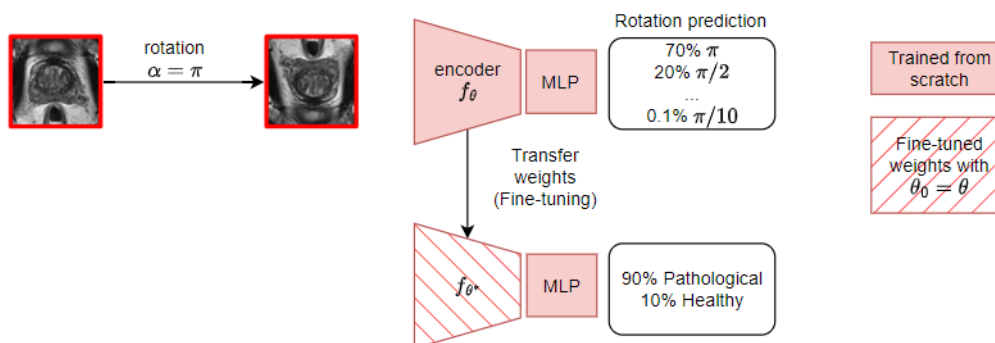 rotation
α = π
encoder
f_θ
MLP
Rotation prediction
70% π
20% π/2
...
0.1% π/10
Trained from
scratch
Transfer
weights
(Fine-tuning)
Fine-tuned
weights with
θ₀ = θ
f_θ*
MLP
90% Pathological
10% Healthy